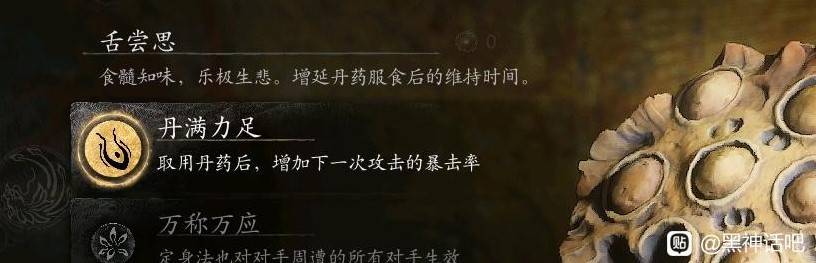 舌尝思
0
食髓知味，乐极生悲。增延丹药服食后的维持时间。
丹满力足
取用丹药后，增加下一次攻击的暴击率
万称万应
定身法也对对手周遭的所有对手生效
贴 @黑神话吧